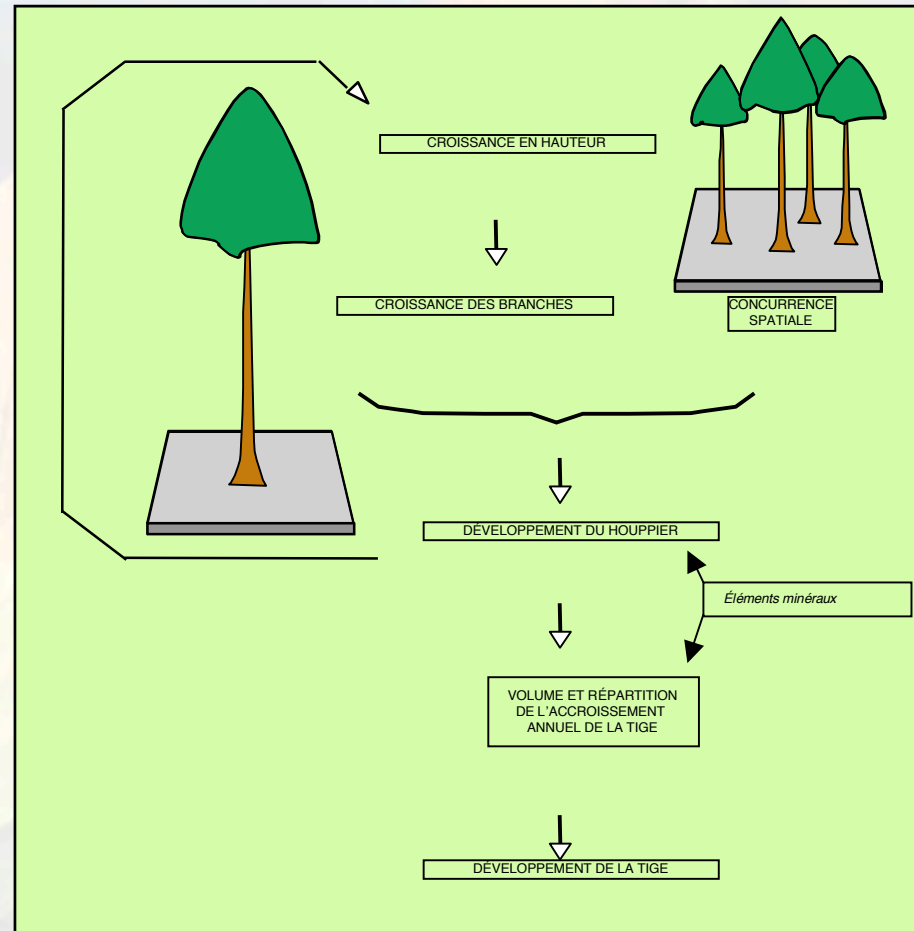 CROISSANCE EN HAUTEUR
CROISSANCE DES BRANCHES
CONCURRENCE
SPATIALE
DÉVELOPPEMENT DU HOUPPIER
Éléments minéraux
VOLUME ET RÉPARTITION
DE L'ACCROISSEMENT
ANNUEL DE LA TIGE
DÉVELOPPEMENT DE LA TIGE